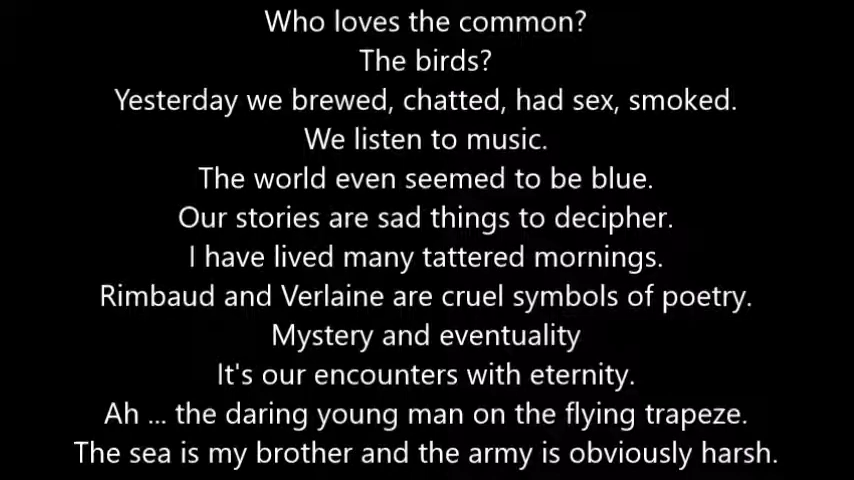 Who loves the common?
The birds?
Yesterday we brewed, chatted, had sex, smoked.
We listen to music.
The world even seemed to be blue.
Our stories are sad things to decipher.
I have lived many tattered mornings.
Rimbaud and Verlaine are cruel symbols of poetry.
Mystery and eventuality
It's our encounters with eternity.
Ah ... the daring young man on the flying trapeze.
The sea is my brother and the army is obviously harsh.